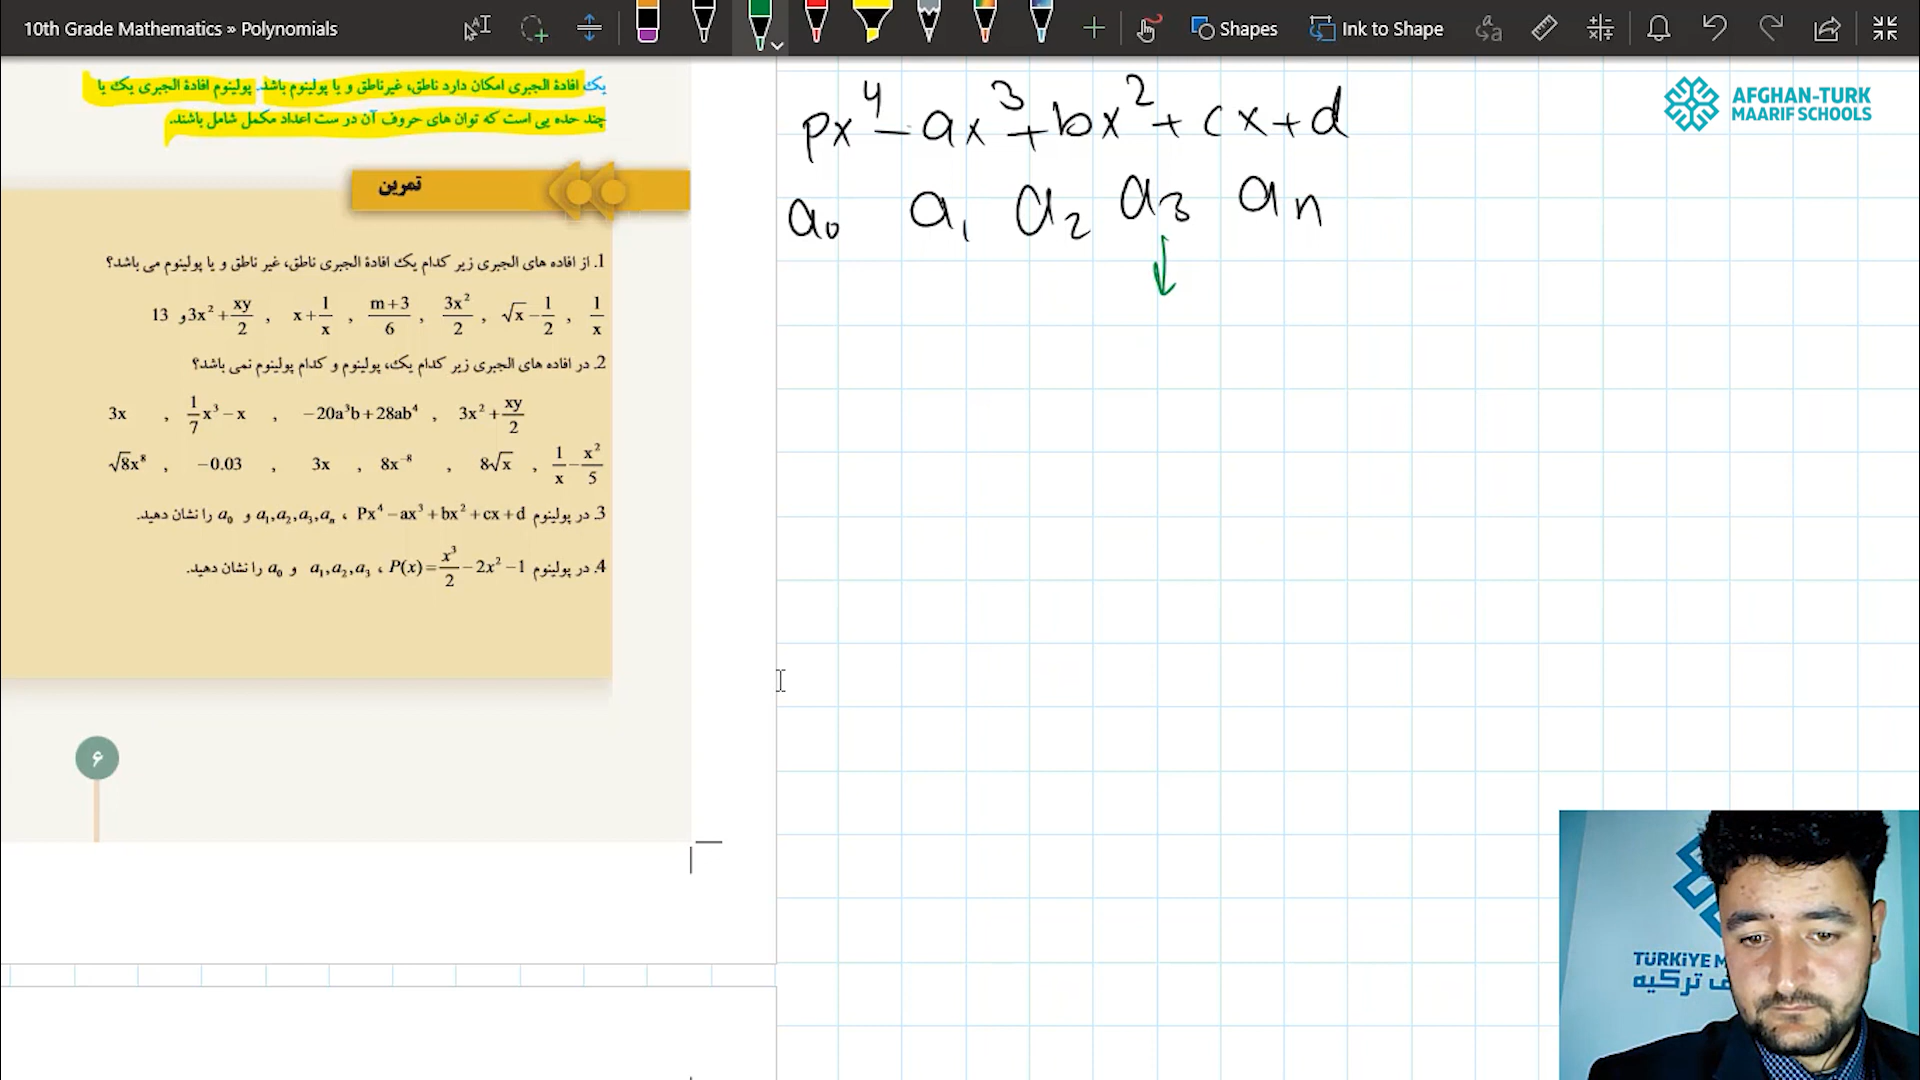 10th Grade Mathematics » Polynomials
Shapes
Ink to Shape
یک افادۀ الجبری امکان دارد ناطق، غیرناطق و یا پولینوم باشد. پولینوم افادۀ الجبری یک یا
چند حده یی است که توان های حروف آن در ست اعداد مکمل شامل باشند.
تمرین
1. از افاده های الجبری زیر کدام یک افادۀ الجبری ناطق، غیر ناطق و یا پولینوم می باشد؟
13 و 3x² + xy/2 , x + 1/x , m+3/6 , 3x²/2 , √x − 1/2 , 1/x
2. در افاده های الجبری زیر کدام یک، پولینوم و کدام پولینوم نمی باشد؟
3x , 1/7 x³ − x , −20a³b + 28ab⁴ , 3x² + xy/2
√8x⁸ , −0.03 , 3x , 8x⁻⁸ , 8√x , 1/x − x²/5
3. در پولینوم Px⁴ − ax³ + bx² + cx + d ، a₁,a₂,a₃,aₙ و a₀ را نشان دهید.
4. در پولینوم P(x) = x³/2 − 2x² − 1 ، a₁,a₂,a₃ و a₀ را نشان دهید.
۶
px⁴ − ax³ + bx² + cx + d
a₀ a₁ a₂ a₃ aₙ
AFGHAN-TURK
MAARIF SCHOOLS
TÜRKİYE M
ف ترکیه